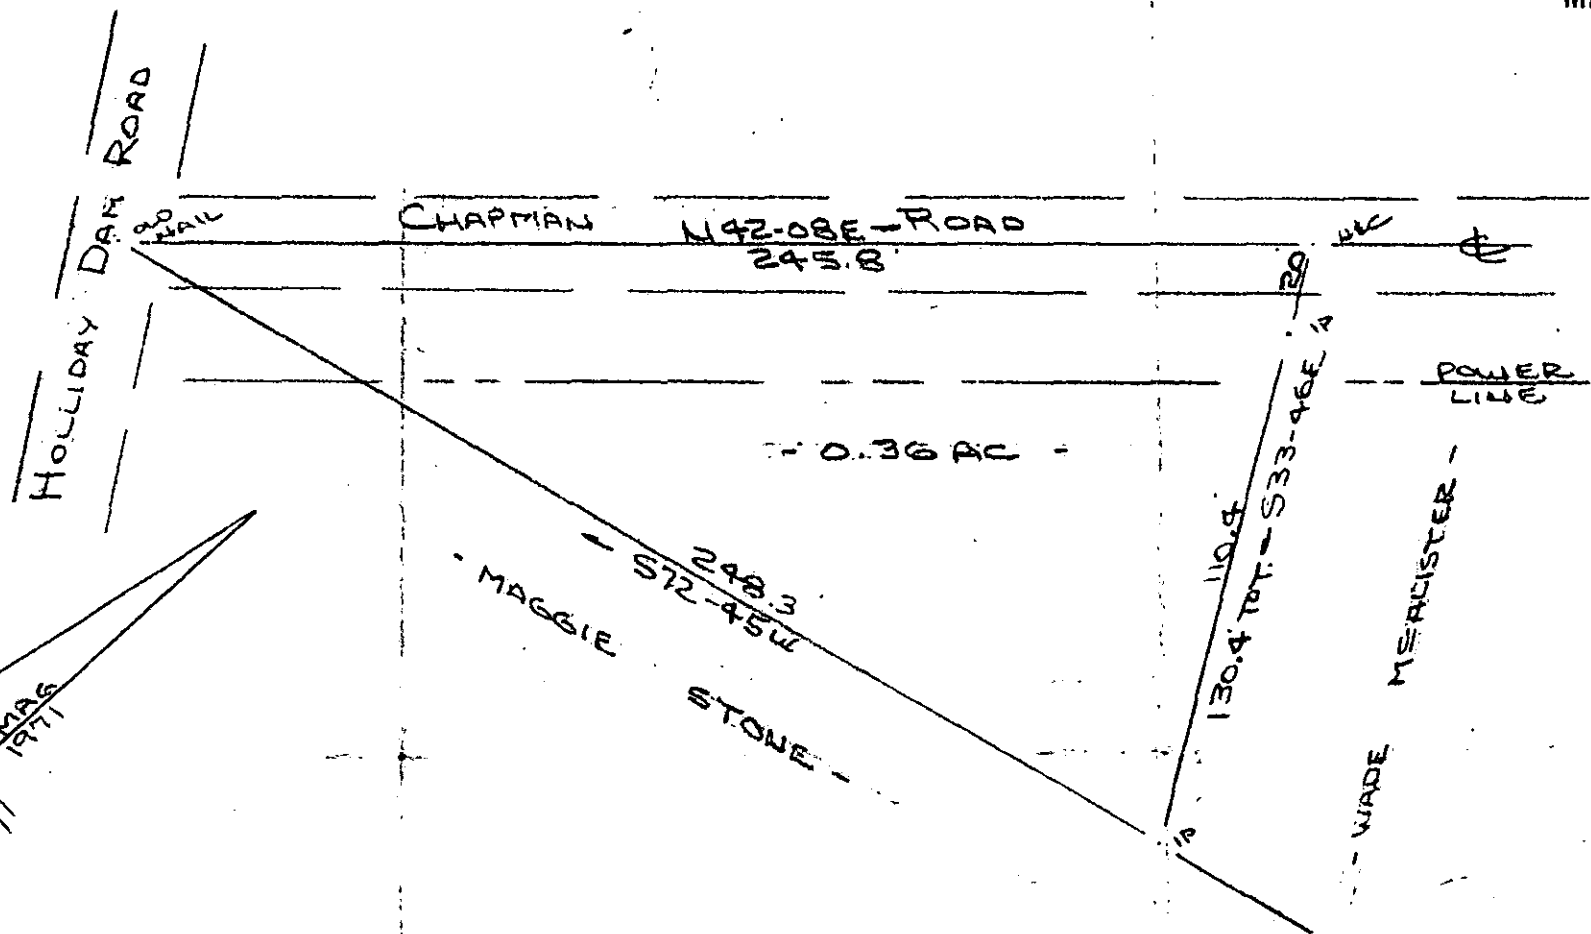 HOLLIDAY DAM ROAD
NAIL
CHAPMAN N42-08E - ROAD
245.8
℄
20
IP
POWER
LINE
- 0.36 AC -
110.4
130.4 TOT. - S33-46E
- WADE MCALISTER -
248.3
S72-45W
- MAGGIE STONE -
MAG
1971
IP